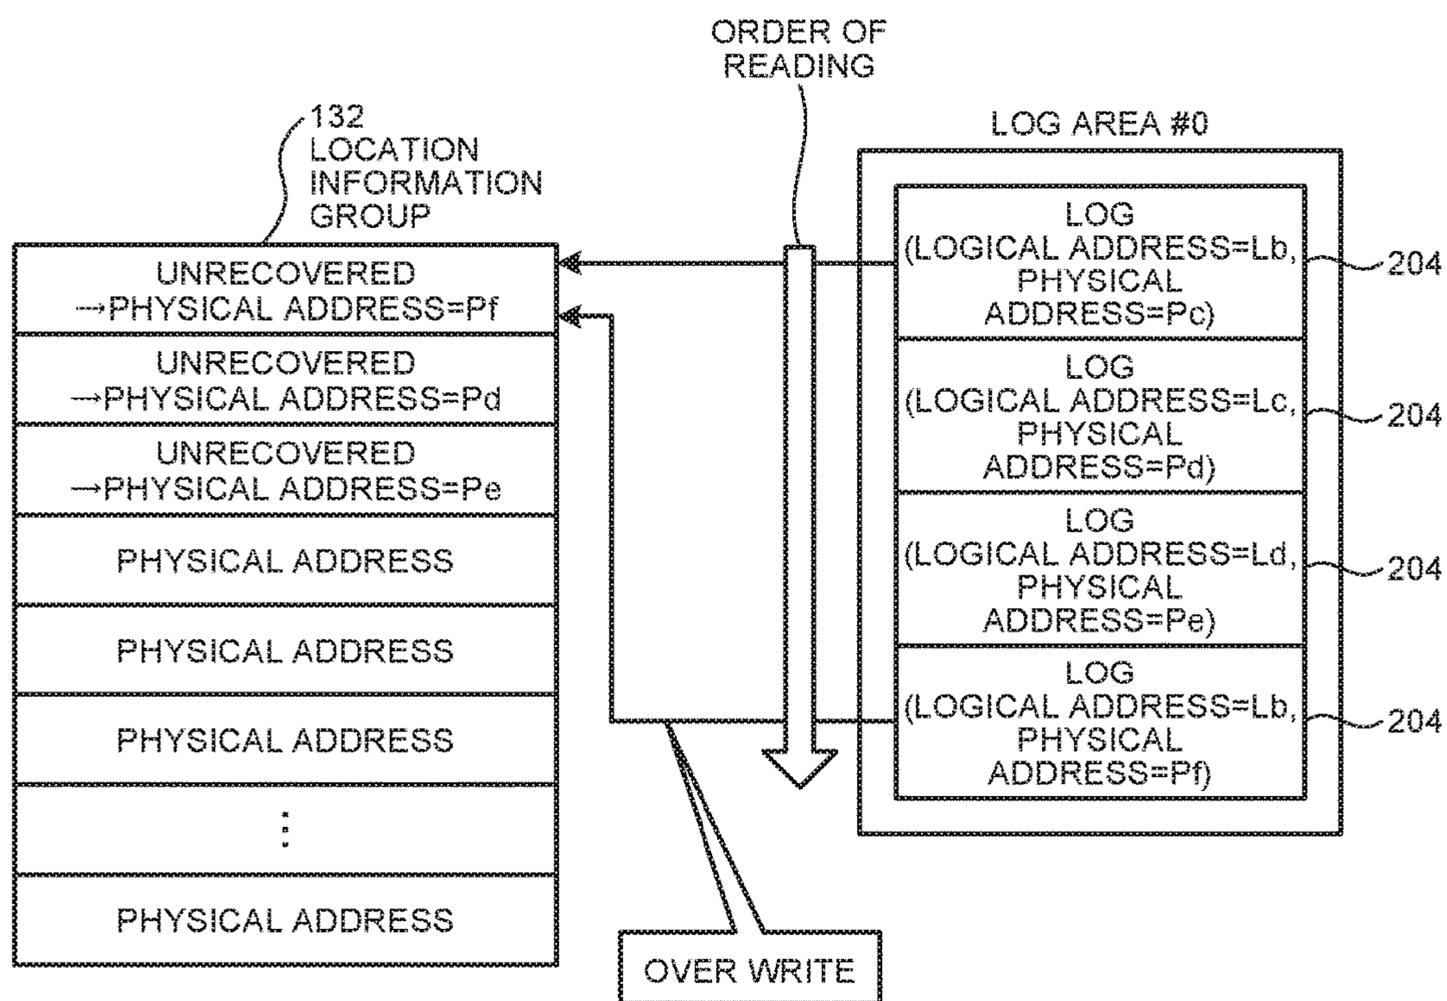 ORDER OF
READING
132
LOCATION
INFORMATION
GROUP
UNRECOVERED
→PHYSICAL ADDRESS=Pf
UNRECOVERED
→PHYSICAL ADDRESS=Pd
UNRECOVERED
→PHYSICAL ADDRESS=Pe
PHYSICAL ADDRESS
PHYSICAL ADDRESS
PHYSICAL ADDRESS
⋮
PHYSICAL ADDRESS
LOG AREA #0
LOG
(LOGICAL ADDRESS=Lb,
PHYSICAL
ADDRESS=Pc)
204
LOG
(LOGICAL ADDRESS=Lc,
PHYSICAL
ADDRESS=Pd)
204
LOG
(LOGICAL ADDRESS=Ld,
PHYSICAL
ADDRESS=Pe)
204
LOG
(LOGICAL ADDRESS=Lb,
PHYSICAL
ADDRESS=Pf)
204
OVER WRITE